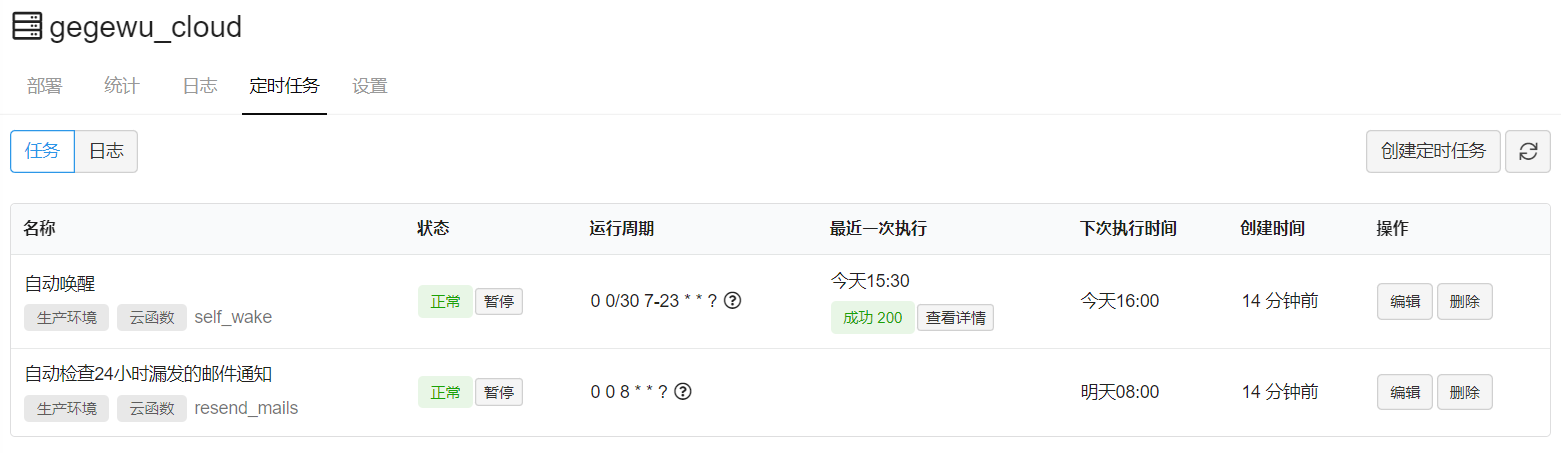 gegewu_cloud
部署 统计 日志 定时任务 设置
任务 日志 创建定时任务
名称 状态 运行周期 最近一次执行 下次执行时间 创建时间 操作
自动唤醒
生产环境 云函数 self_wake
正常 暂停
0 0/30 7-23 * * ?
今天15:30
成功 200 查看详情
今天16:00
14 分钟前
编辑 删除
自动检查24小时漏发的邮件通知
生产环境 云函数 resend_mails
正常 暂停
0 0 8 * * ?
明天08:00
14 分钟前
编辑 删除